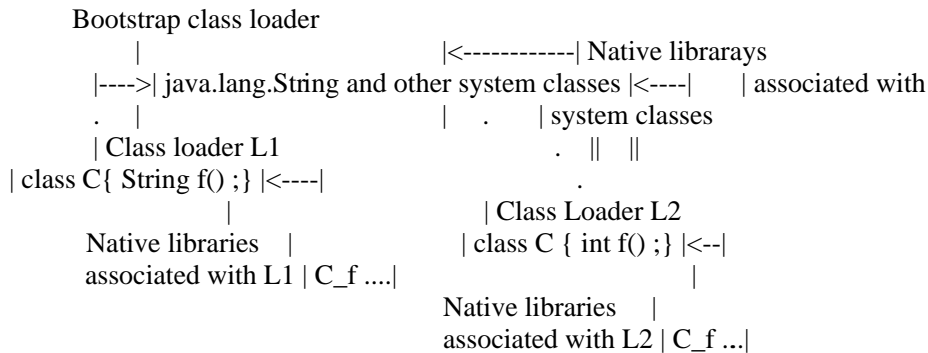 Bootstrap class loader
| |<------------| Native librarays
|---->| java.lang.String and other system classes |<----| | associated with
. | | . | system classes
| Class loader L1 . || ||
| class C{ String f() ;} |<----| .
| | Class Loader L2
Native libraries | | class C { int f() ;} |<--|
associated with L1 | C_f ....| |
Native libraries |
associated with L2 | C_f ...|